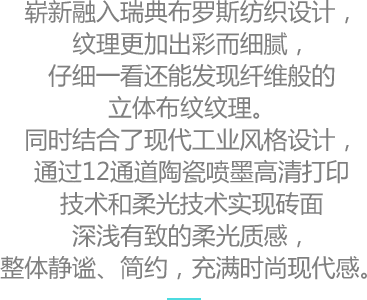 崭新融入瑞典布罗斯纺织设计，
纹理更加出彩而细腻，
仔细一看还能发现纤维般的
立体布纹纹理。
同时结合了现代工业风格设计，
通过12通道陶瓷喷墨高清打印
技术和柔光技术实现砖面
深浅有致的柔光质感，
整体静谧、简约，充满时尚现代感。